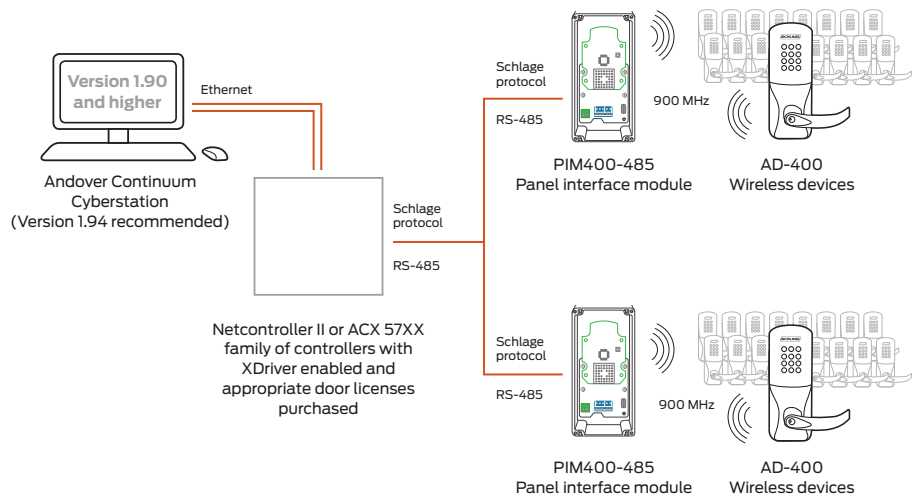 Version 1.90
and higher
Ethernet
Andover Continuum
Cyberstation
(Version 1.94 recommended)
Netcontroller II or ACX 57XX
family of controllers with
XDriver enabled and
appropriate door licenses
purchased
Schlage
protocol
RS-485
Schlage
protocol
RS-485
PIM400-485
Panel interface module
900 MHz
SCHLAGE
AD-400
Wireless devices
Schlage
protocol
RS-485
PIM400-485
Panel interface module
900 MHz
SCHLAGE
AD-400
Wireless devices